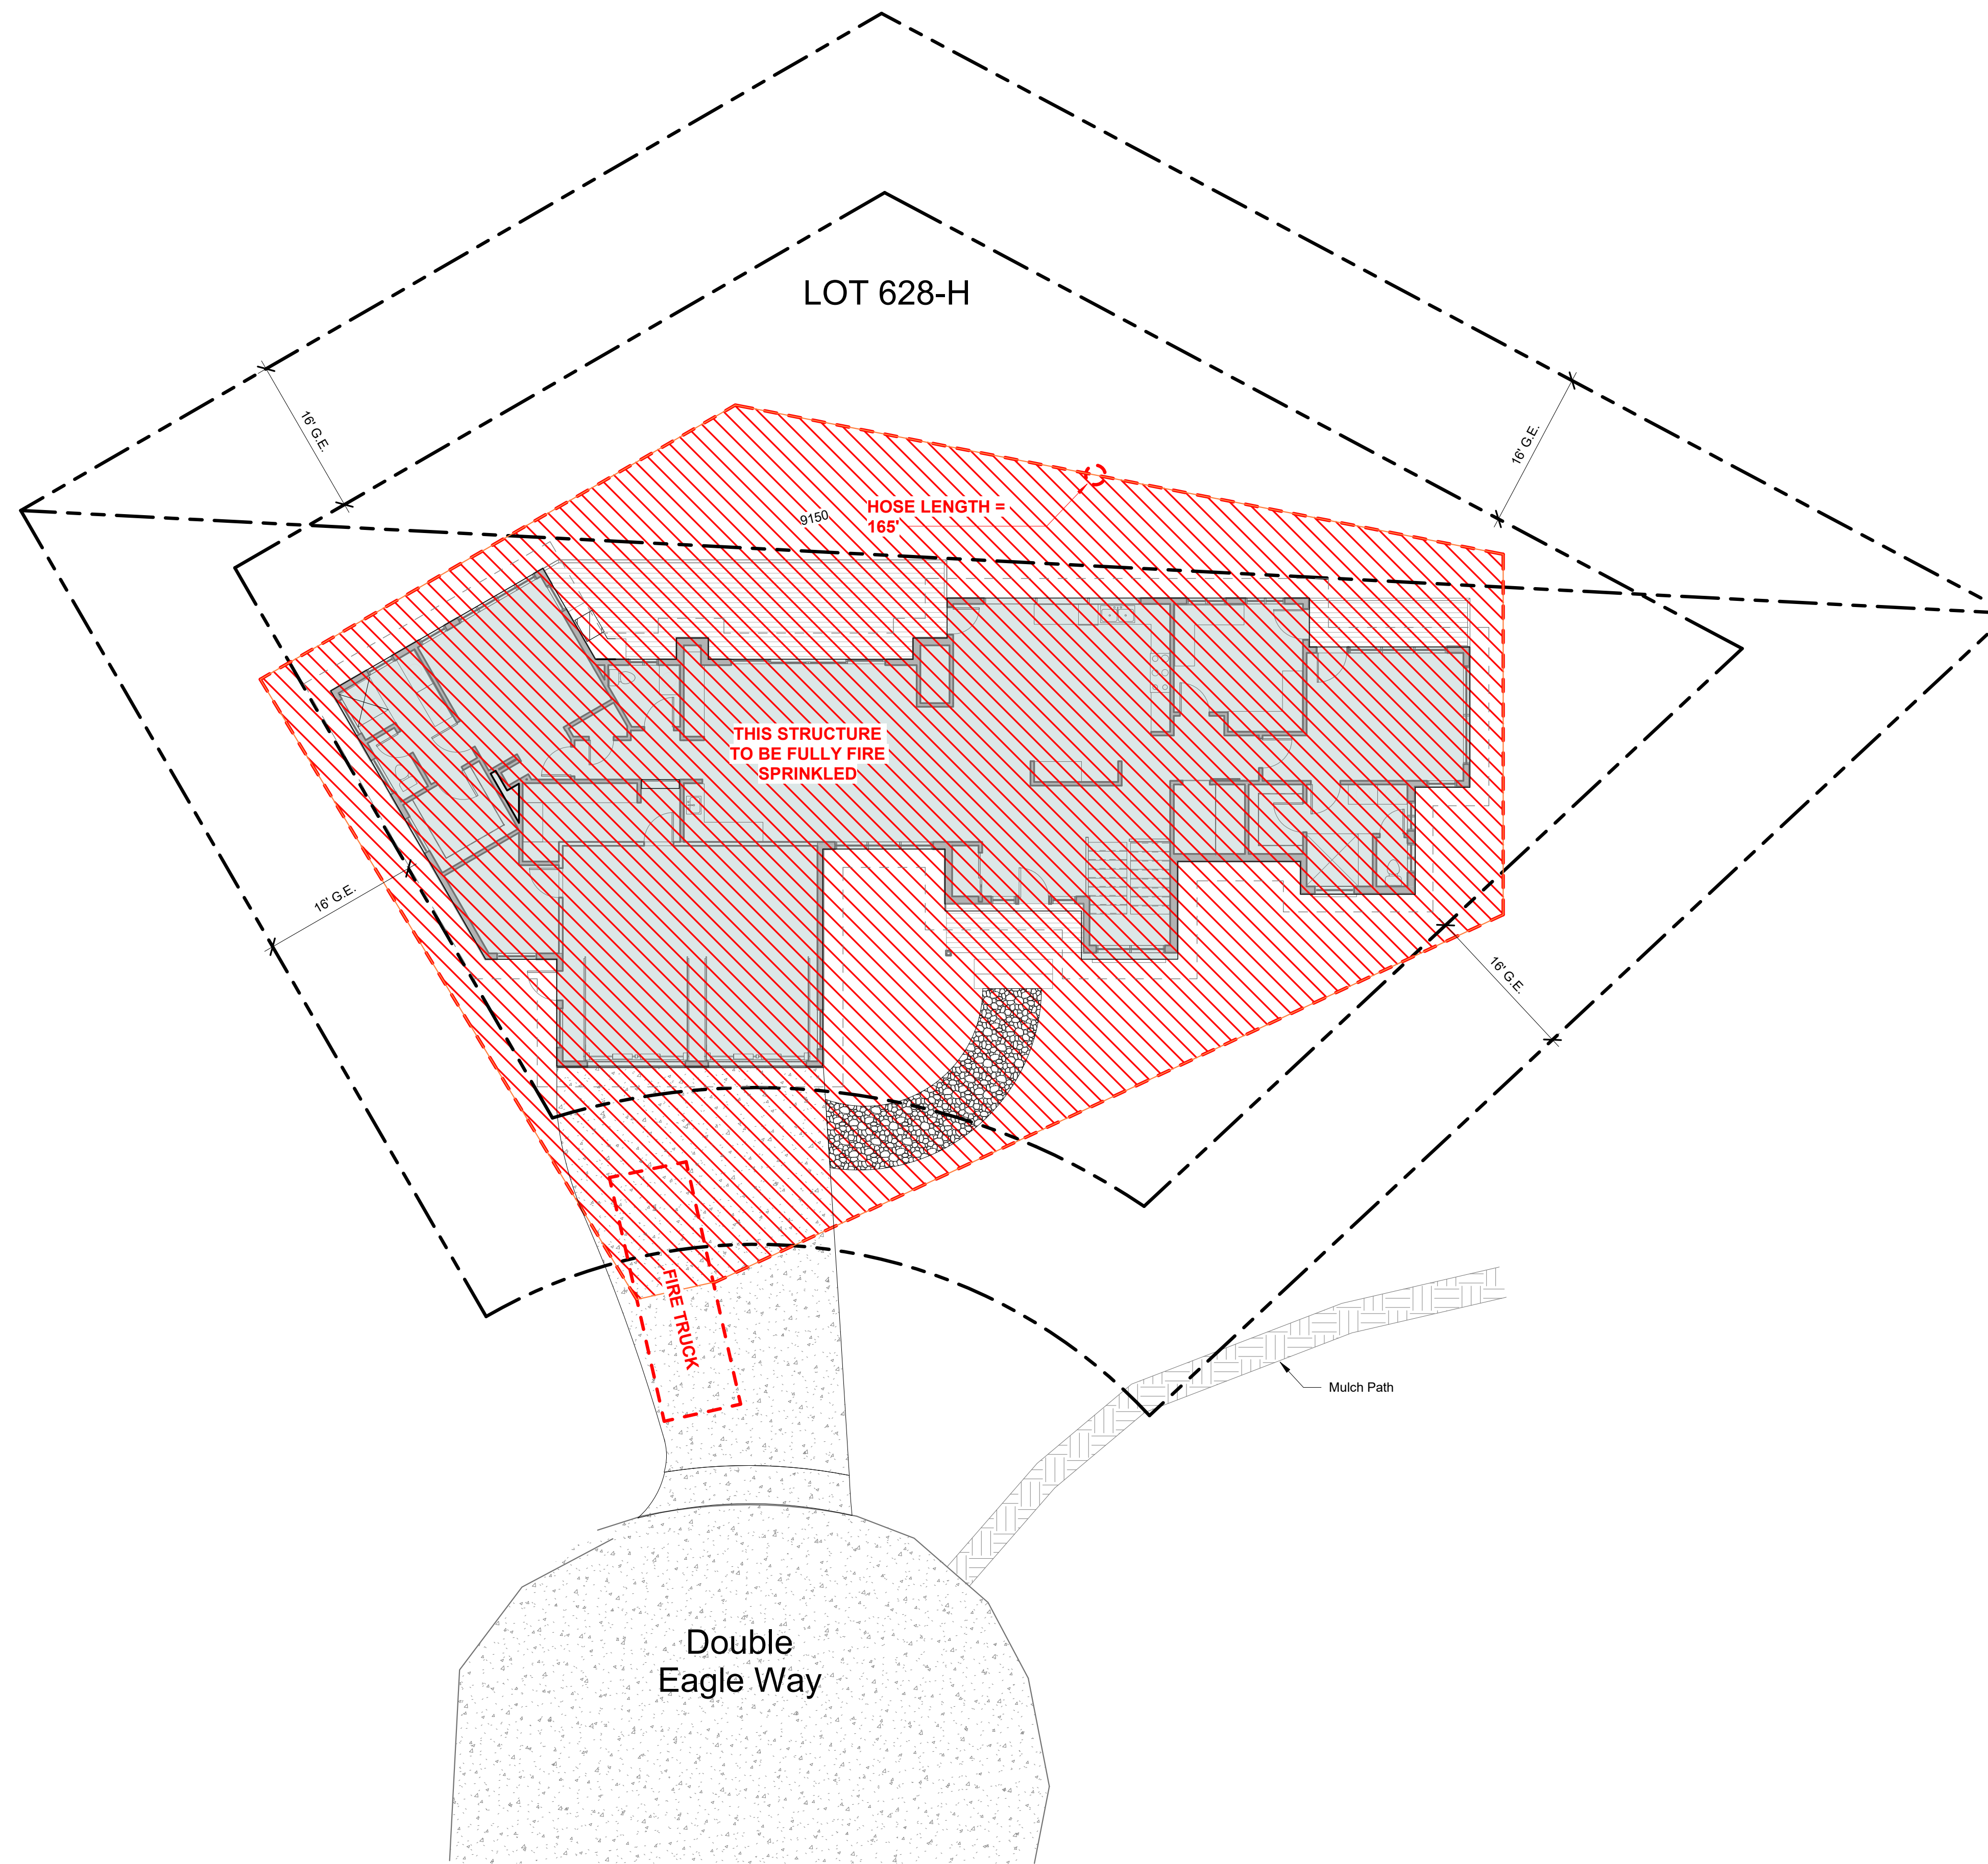 LOT 628-H
16' G.E.
16' G.E.
HOSE LENGTH =
165'
9150
THIS STRUCTURE
TO BE FULLY FIRE
SPRINKLED
16' G.E.
16' G.E.
FIRE TRUCK
Mulch Path
Double
Eagle Way